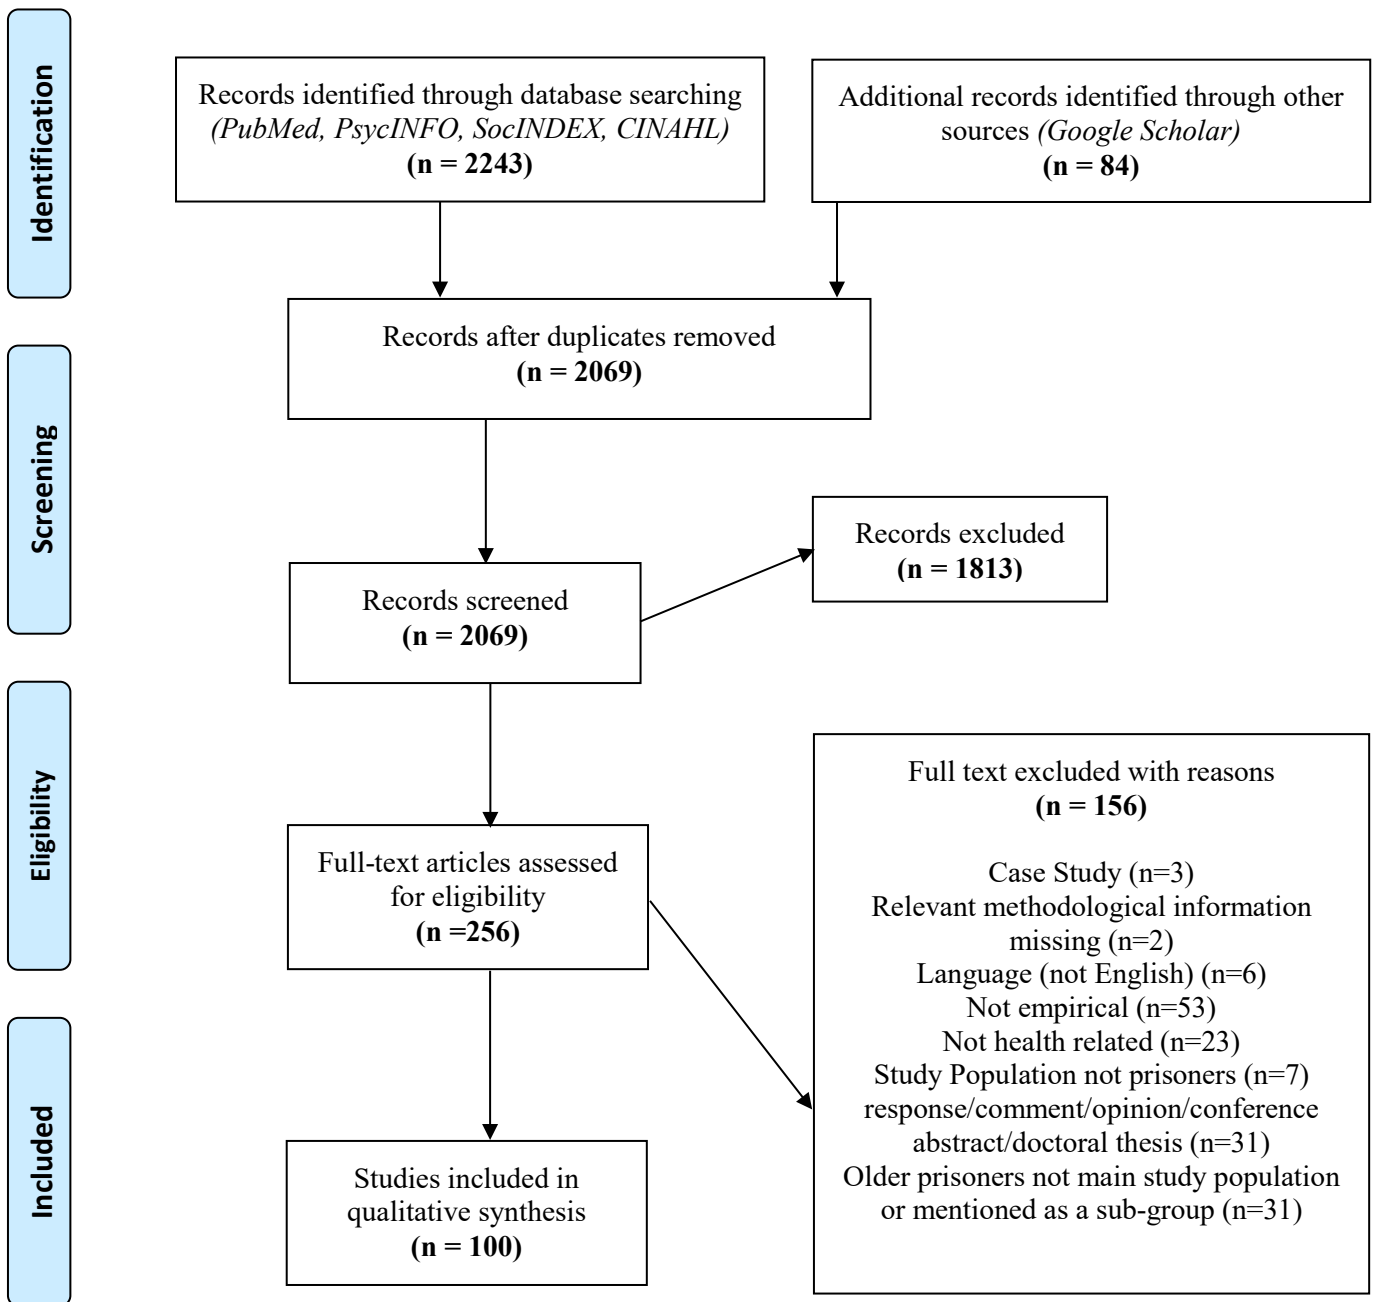 Identification
Records identified through database searching
(PubMed, PsycINFO, SocINDEX, CINAHL)
(n = 2243)
Additional records identified through other
sources (Google Scholar)
(n = 84)
Records after duplicates removed
(n = 2069)
Screening
Records screened
(n = 2069)
Records excluded
(n = 1813)
Eligibility
Full-text articles assessed
for eligibility
(n =256)
Full text excluded with reasons
(n = 156)
Case Study (n=3)
Relevant methodological information
missing (n=2)
Language (not English) (n=6)
Not empirical (n=53)
Not health related (n=23)
Study Population not prisoners (n=7)
response/comment/opinion/conference
abstract/doctoral thesis (n=31)
Older prisoners not main study population
or mentioned as a sub-group (n=31)
Included
Studies included in
qualitative synthesis
(n = 100)